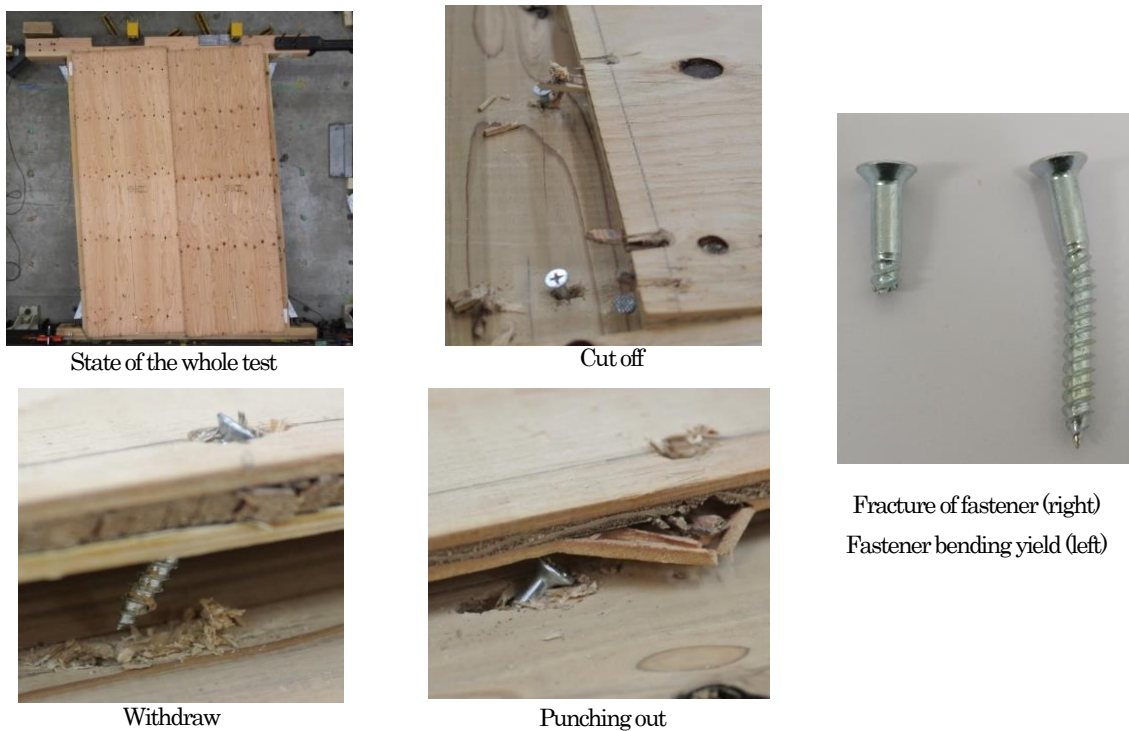 State of the whole test
Cut off
Fracture of fastener (right)
Fastener bending yield (left)
Withdraw
Punching out